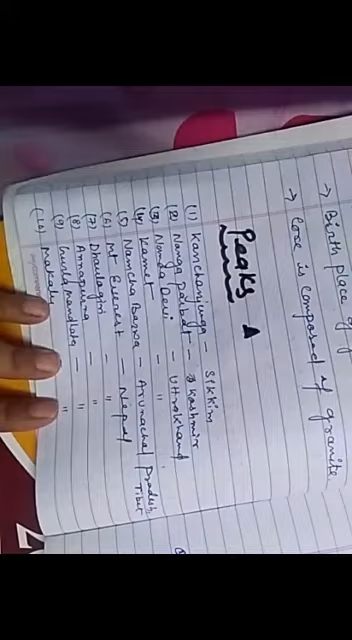 → Birth place of
→ Core is composed of granite
Peaks
(1) Kanchanjunga - Sikkim
(2) Nanga parbat - Kashmir
(3) Nanda Devi - Uttrakhand
(4) Kamet - "
(5) Namcha Barwa - Arunachal Pradesh Tibet
(6) Mt Everest - Nepal
(7) Dhaulagiri - "
(8) Annapurna - "
(9) Gurla Mandhata - "
(10) Makalu "